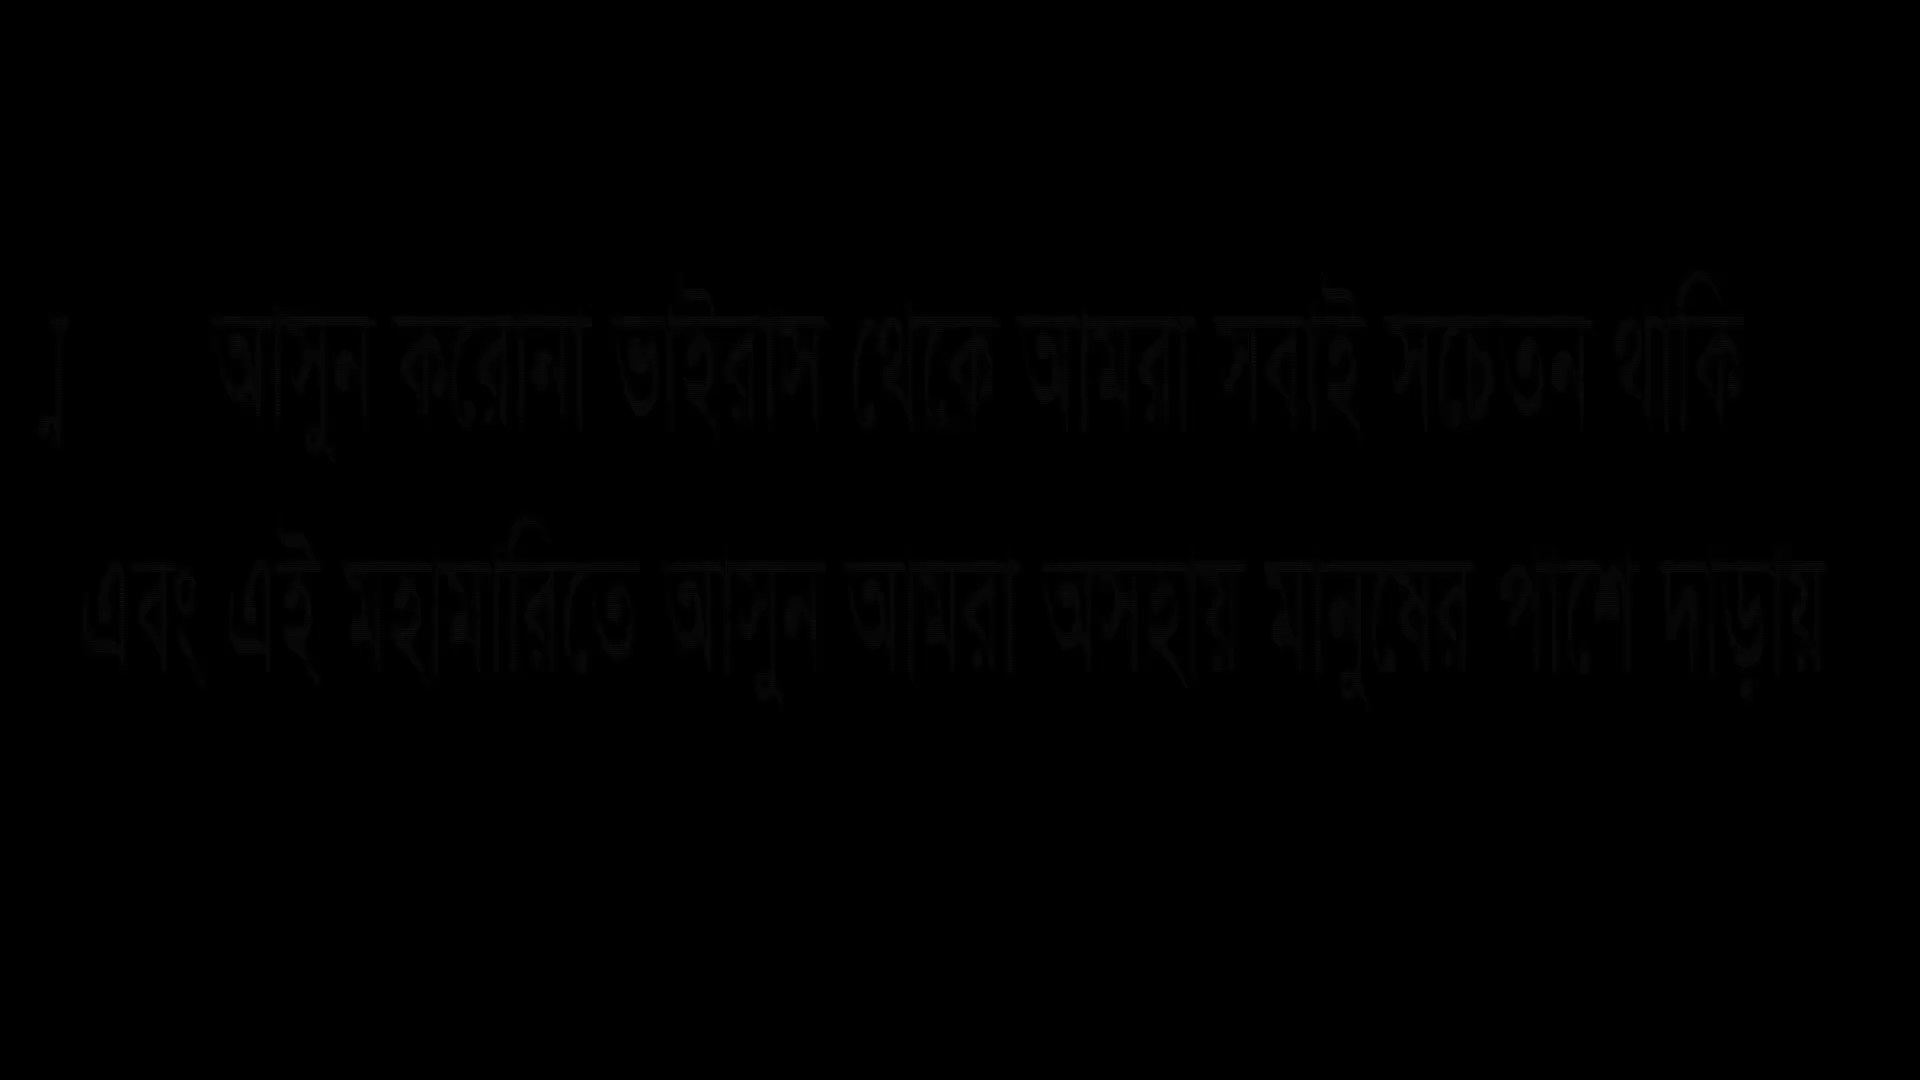 আসুন করোনা ভাইরাস থেকে আমরা সবাই সচেতন থাকি
এবং এই মহামারিতে আসুন আমরা অসহায় মানুষের পাশে দাড়ায়